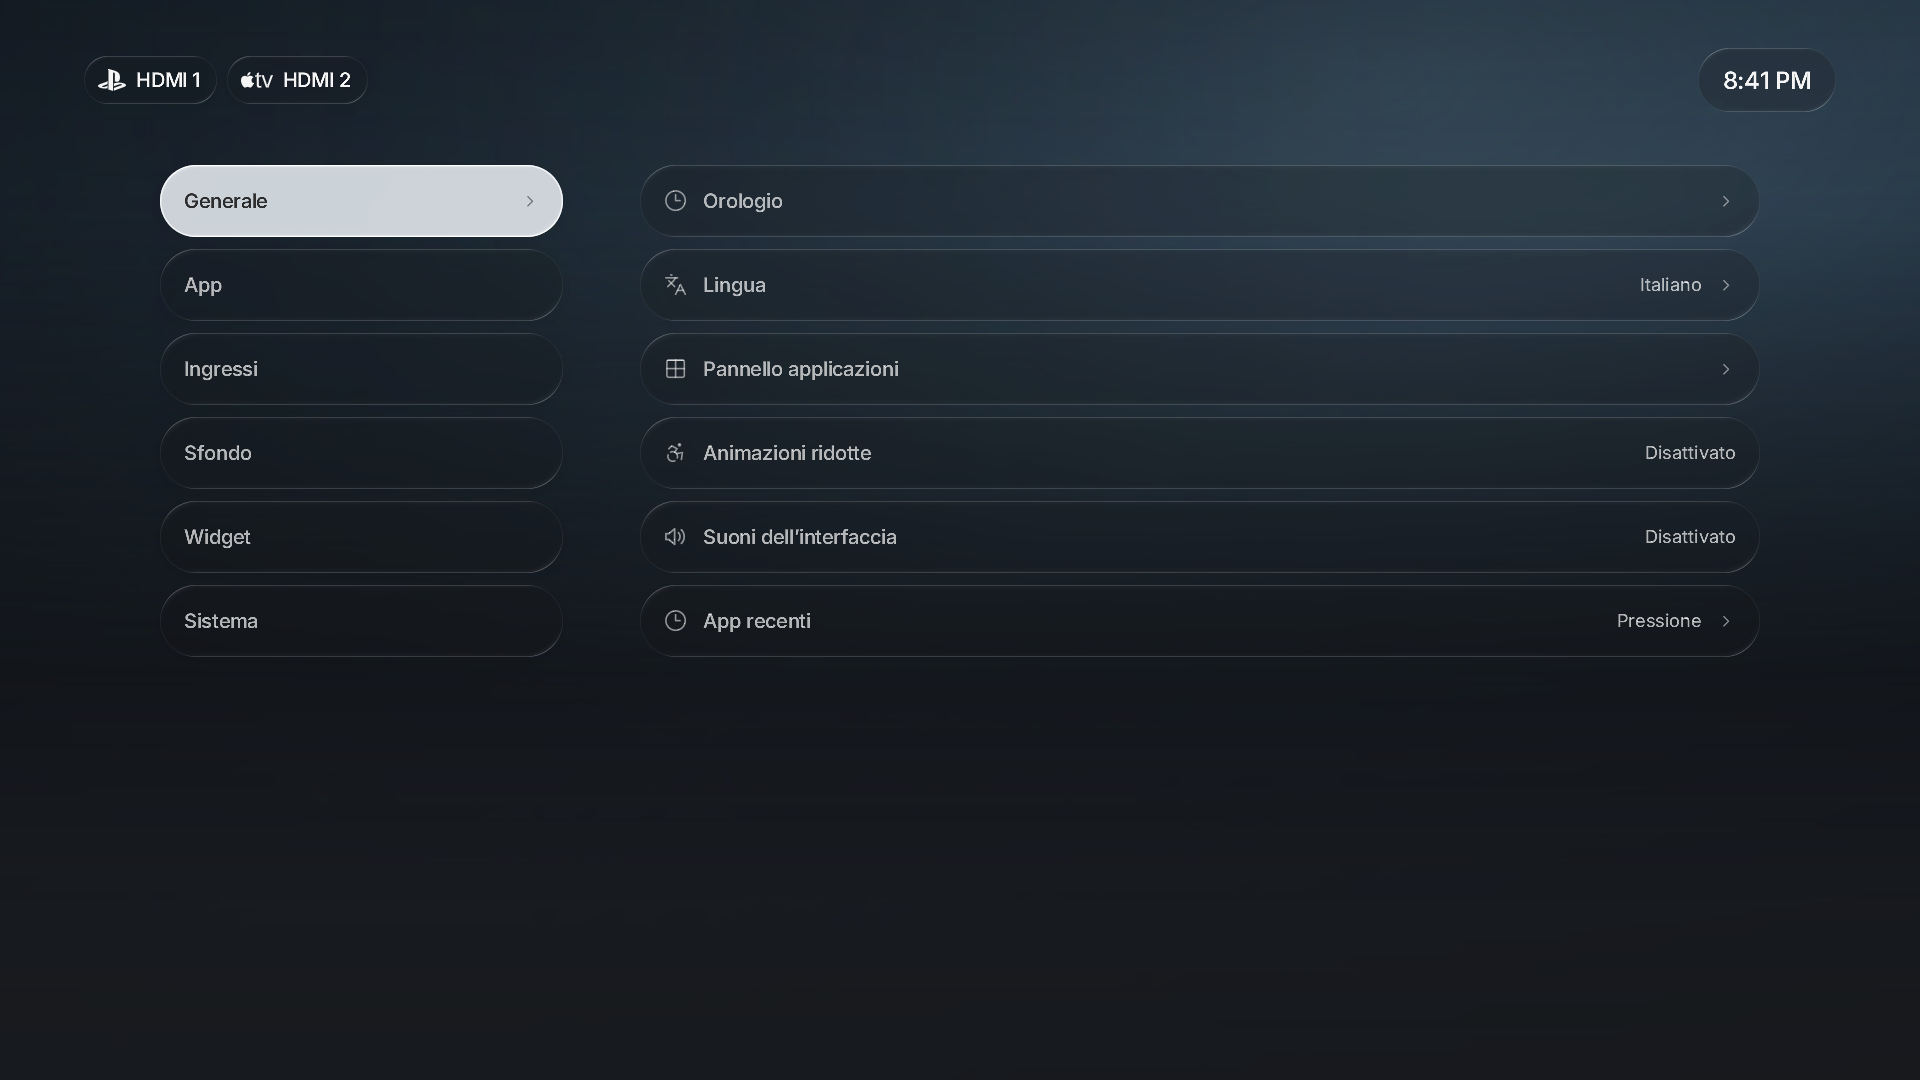 HDMI 1
tv HDMI 2
8:41 PM
Generale
App
Ingressi
Sfondo
Widget
Sistema
Orologio
Lingua Italiano
Pannello applicazioni
Animazioni ridotte Disattivato
Suoni dell'interfaccia Disattivato
App recenti Pressione